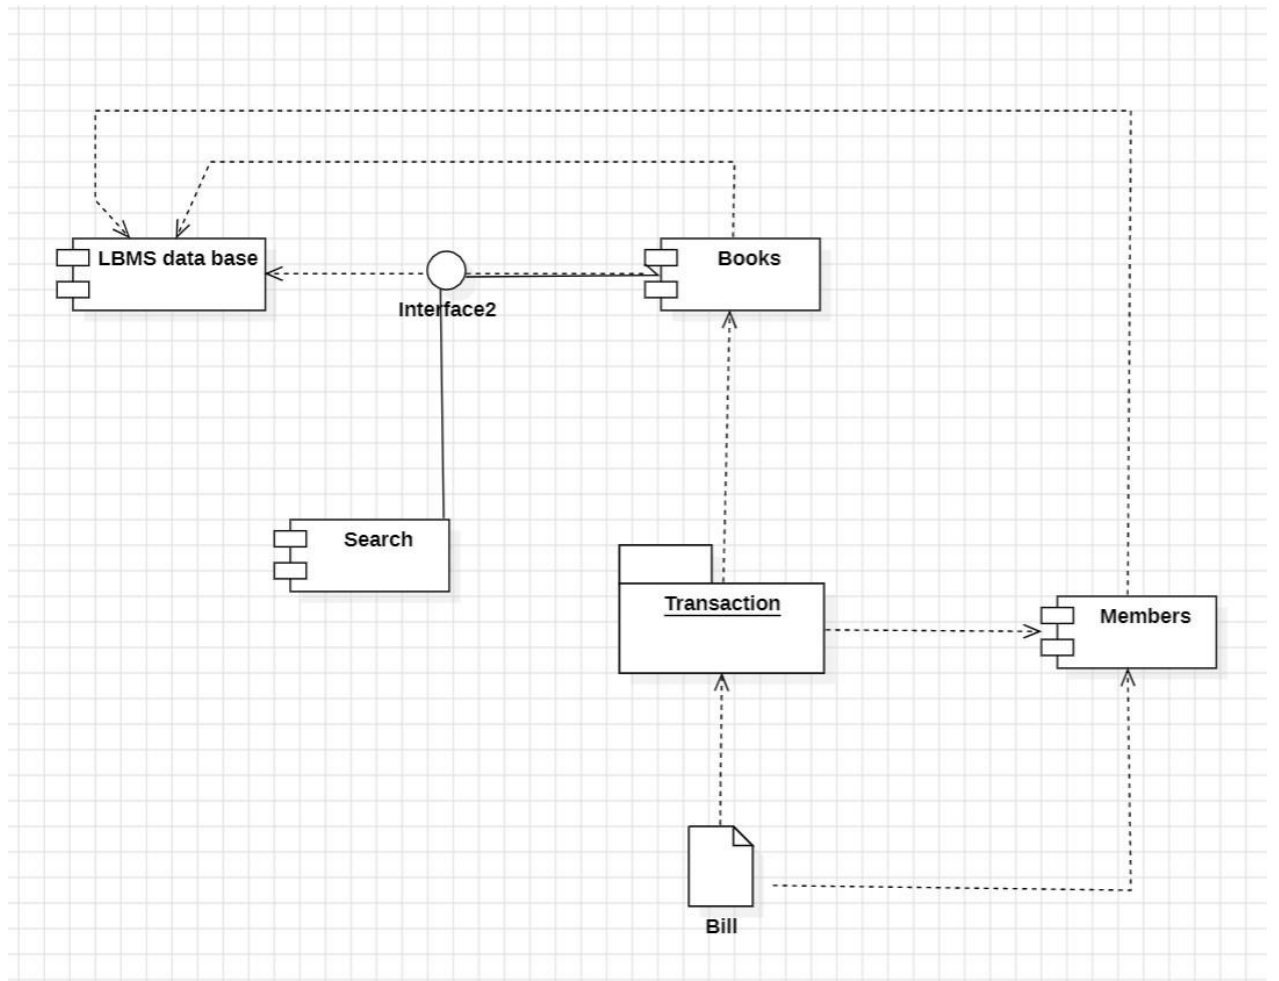 LBMS data base
Books
Interface2
Search
Transaction
Members
Bill